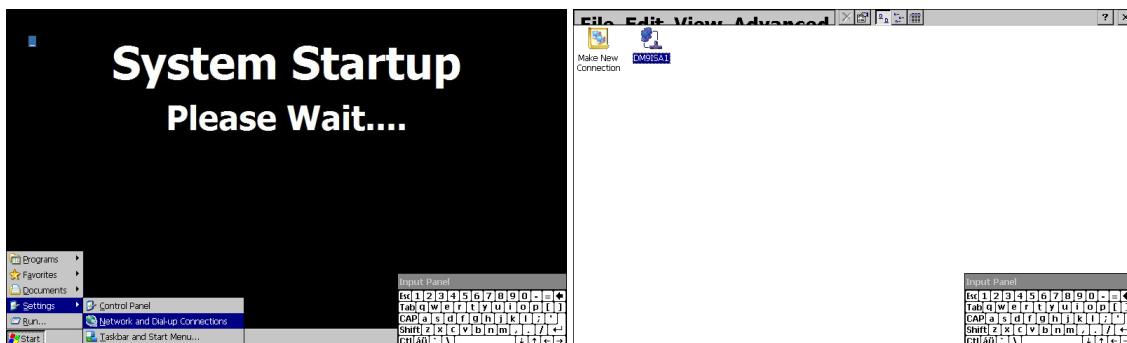 System Startup
Please Wait....
Programs
Favorites
Documents
Settings
Run...
Start
Control Panel
Network and Dial-up Connections
Taskbar and Start Menu...
Input Panel
Esc 1 2 3 4 5 6 7 8 9 0 - =
Tab q w e r t y u i o p [ ]
CAP a s d f g h j k l ; '
Shift z x c v b n m , . /
Ctl áü ` \
File Edit View Advanced
? ×
Make New
Connection
DM9ISA1
Input Panel
Esc 1 2 3 4 5 6 7 8 9 0 - =
Tab q w e r t y u i o p [ ]
CAP a s d f g h j k l ; '
Shift z x c v b n m , . /
Ctl áü ` \